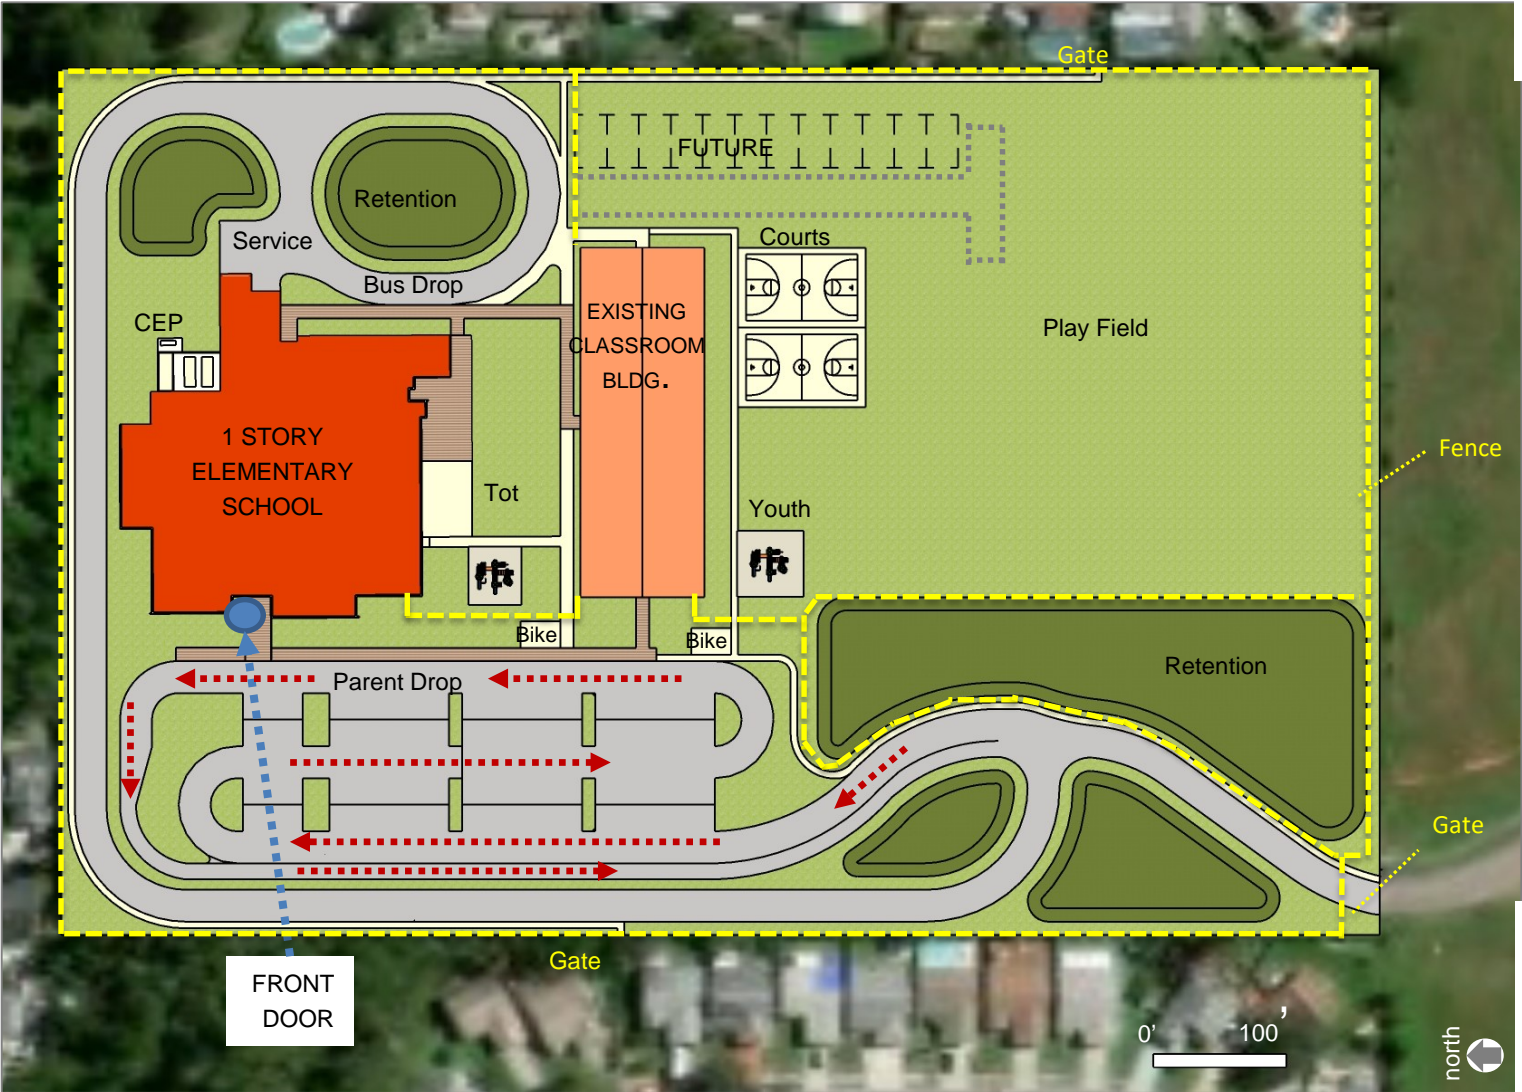 Gate
FUTURE
Retention
Service
Courts
Bus Drop
EXISTING
CLASSROOM
BLDG.
CEP
Play Field
1 STORY
ELEMENTARY
SCHOOL
Fence
Tot
Youth
Bike
Bike
Retention
Parent Drop
Gate
Gate
FRONT
DOOR
0' 100'
north